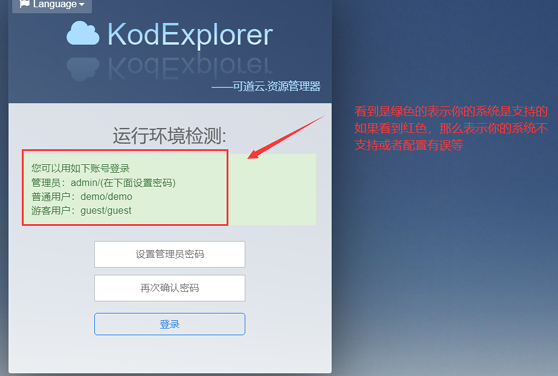 Language
KodExplorer
——可道云.资源管理器
运行环境检测:
您可以用如下账号登录
管理员：admin/(在下面设置密码)
普通用户：demo/demo
游客用户：guest/guest
看到是绿色的表示你的系统是支持的
如果看到红色，那么表示你的系统不
支持或者配置有误等
设置管理员密码
再次确认密码
登录